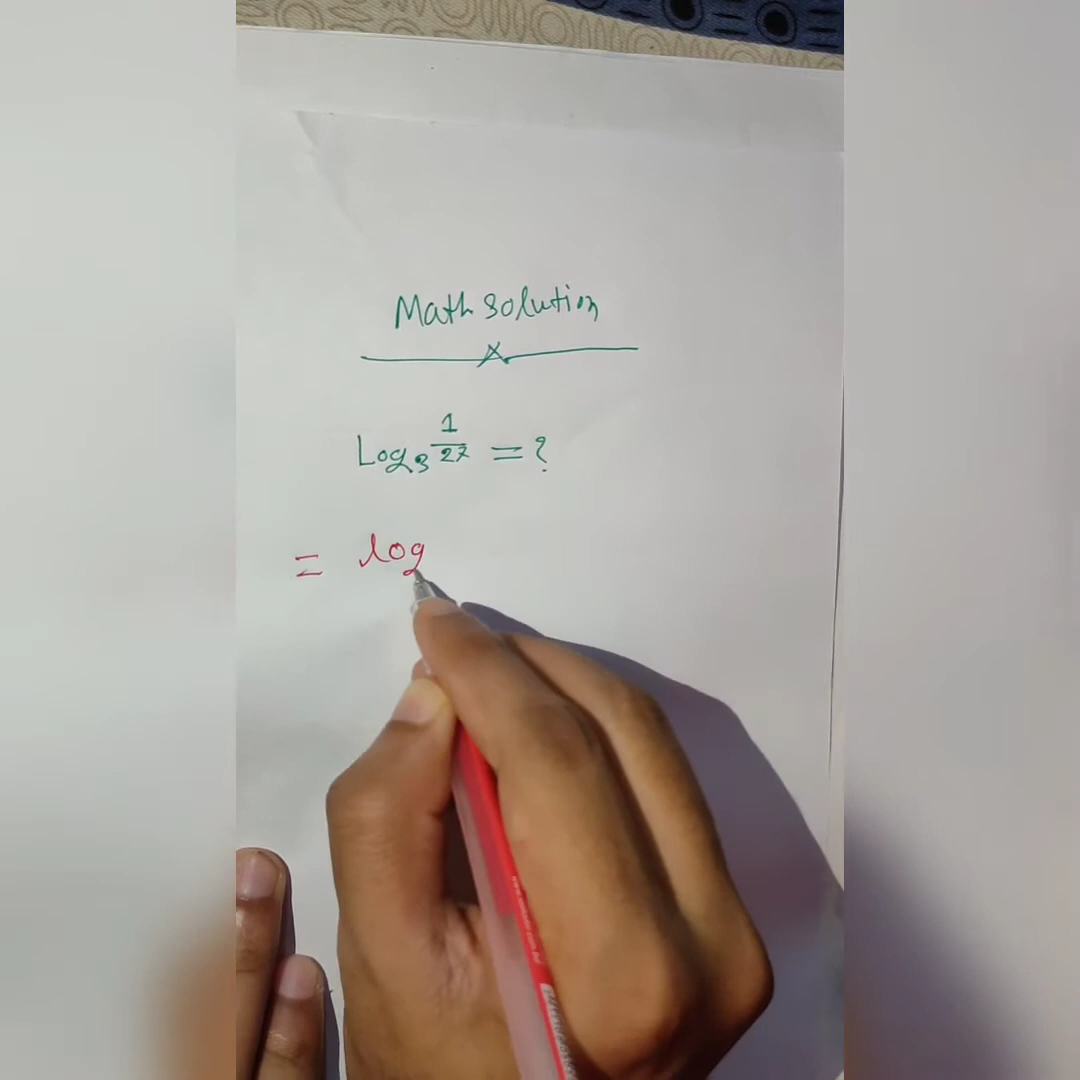 Math solution
Log₃ 1/27 = ?
= log